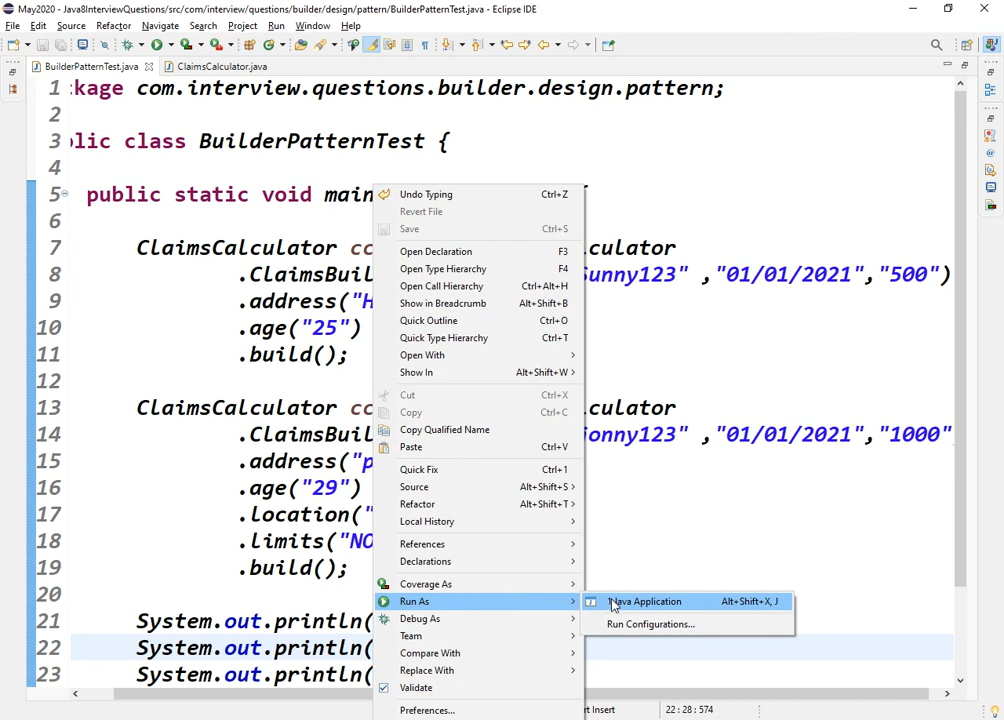 May2020 - Java8InterviewQuestions/src/com/interview/questions/builder/design/pattern/BuilderPatternTest.java - Eclipse IDE
File Edit Source Refactor Navigate Search Project Run Window Help
BuilderPatternTest.java ClaimsCalculator.java
1 kage com.interview.questions.builder.design.pattern;
2
3 lic class BuilderPatternTest {
4
5 public static void main
6
7 ClaimsCalculator cc culator
8 .ClaimsBuil Sunny123" ,"01/01/2021","500")
9 .address("H
10 .age("25")
11 .build();
12
13 ClaimsCalculator cc culator
14 .ClaimsBuil onny123" ,"01/01/2021","1000"
15 .address("p
16 .age("29")
17 .location("
18 .limits("NO
19 .build();
20
21 System.out.println(
22 System.out.println(
23 System.out.println(
Undo Typing Ctrl+Z
Revert File
Save Ctrl+S
Open Declaration F3
Open Type Hierarchy F4
Open Call Hierarchy Ctrl+Alt+H
Show in Breadcrumb Alt+Shift+B
Quick Outline Ctrl+O
Quick Type Hierarchy Ctrl+T
Open With
Show In Alt+Shift+W
Cut Ctrl+X
Copy Ctrl+C
Copy Qualified Name
Paste Ctrl+V
Quick Fix Ctrl+1
Source Alt+Shift+S
Refactor Alt+Shift+T
Local History
References
Declarations
Coverage As
Run As
Debug As
Team
Compare With
Replace With
Validate
Preferences...
1 Java Application Alt+Shift+X, J
Run Configurations...
rt Insert 22 : 28 : 574